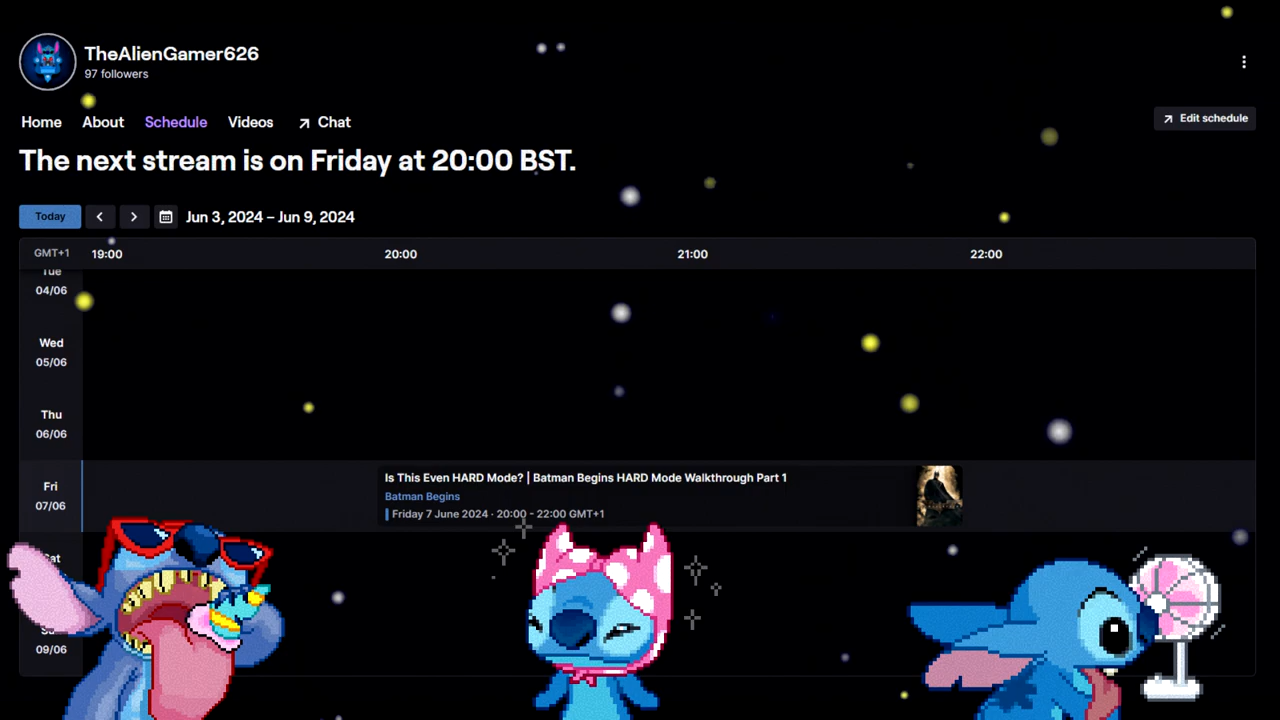 TheAlienGamer626
97 followers
Home About Schedule Videos Chat
Edit schedule
The next stream is on Friday at 20:00 BST.
Today
Jun 3, 2024 – Jun 9, 2024
GMT+1 19:00 20:00 21:00 22:00
Tue
04/06
Wed
05/06
Thu
06/06
Fri
07/06
Is This Even HARD Mode? | Batman Begins HARD Mode Walkthrough Part 1
Batman Begins
Friday 7 June 2024 · 20:00 - 22:00 GMT+1
09/06